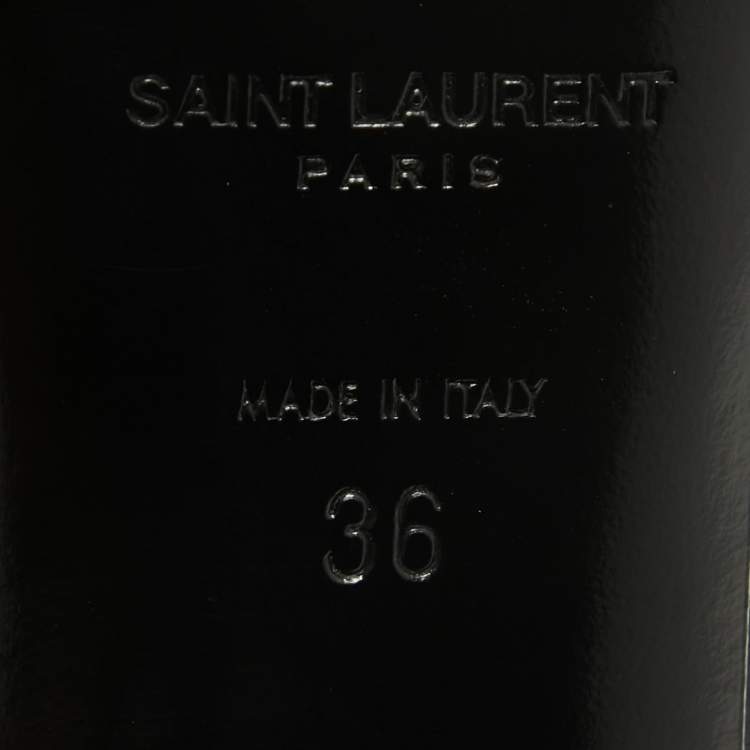 SAINT LAURENT
PARIS
MADE IN ITALY
36